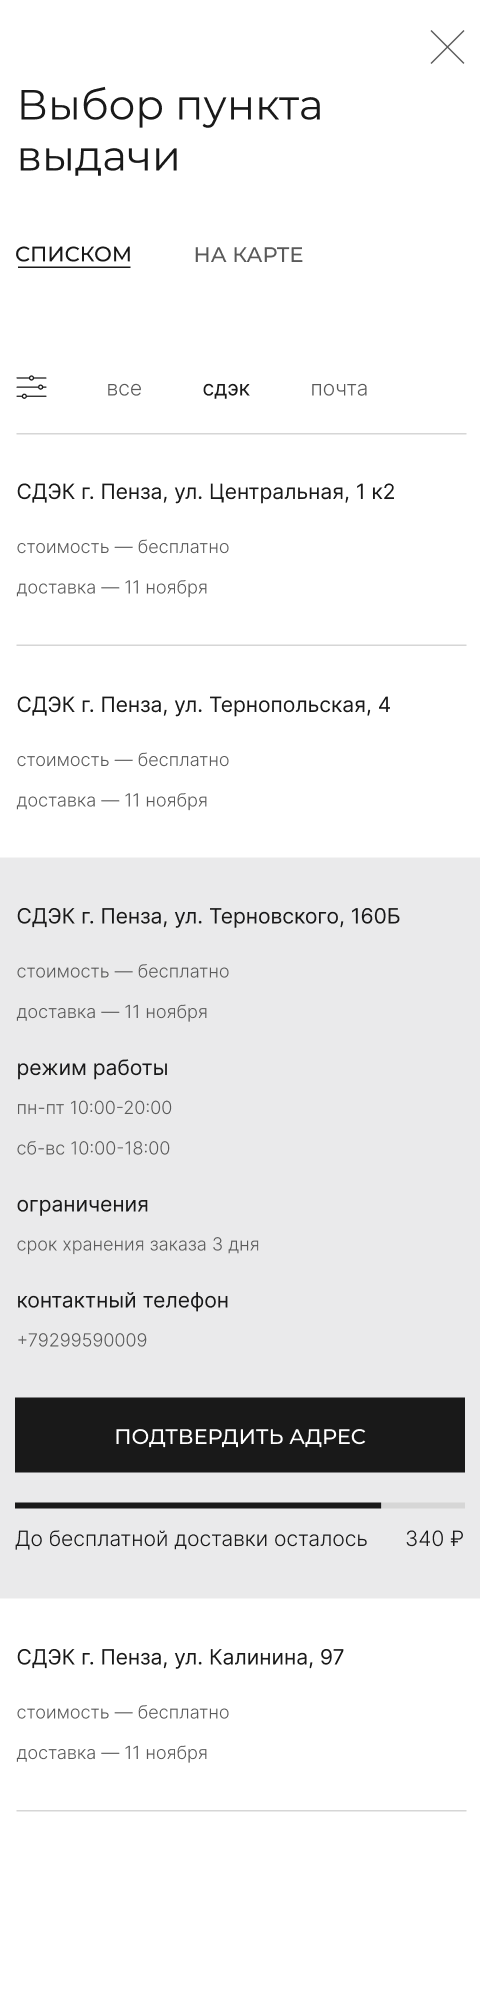 Выбор пункта
выдачи
СПИСКОМ НА КАРТЕ
все сдэк почта
СДЭК г. Пенза, ул. Центральная, 1 к2
стоимость — бесплатно
доставка — 11 ноября
СДЭК г. Пенза, ул. Тернопольская, 4
стоимость — бесплатно
доставка — 11 ноября
СДЭК г. Пенза, ул. Терновского, 160Б
стоимость — бесплатно
доставка — 11 ноября
режим работы
пн-пт 10:00-20:00
сб-вс 10:00-18:00
ограничения
срок хранения заказа 3 дня
контактный телефон
+79299590009
ПОДТВЕРДИТЬ АДРЕС
До бесплатной доставки осталось 340 ₽
СДЭК г. Пенза, ул. Калинина, 97
стоимость — бесплатно
доставка — 11 ноября